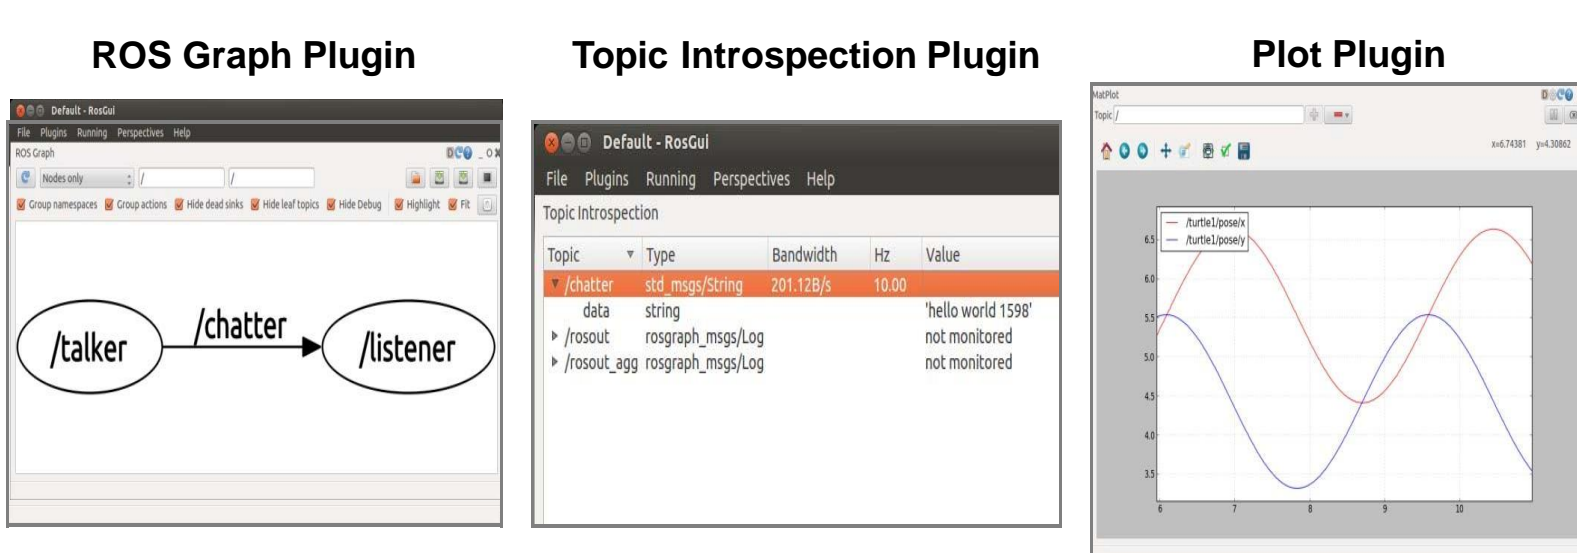 ROS Graph Plugin
Default - RosGui
File Plugins Running Perspectives Help
ROS Graph
Nodes only / /
Group namespaces Group actions Hide dead sinks Hide leaf topics Hide Debug Highlight Fit
/talker /chatter /listener
Topic Introspection Plugin
Default - RosGui
File Plugins Running Perspectives Help
Topic Introspection
Topic Type Bandwidth Hz Value
/chatter std_msgs/String 201.12B/s 10.00
data string 'hello world 1598'
/rosout rosgraph_msgs/Log not monitored
/rosout_agg rosgraph_msgs/Log not monitored
Plot Plugin
MatPlot
Topic /
x=6.74381 y=4.30862
/turtle1/pose/x
/turtle1/pose/y
6.5
6.0
5.5
5.0
4.5
4.0
3.5
6 7 8 9 10